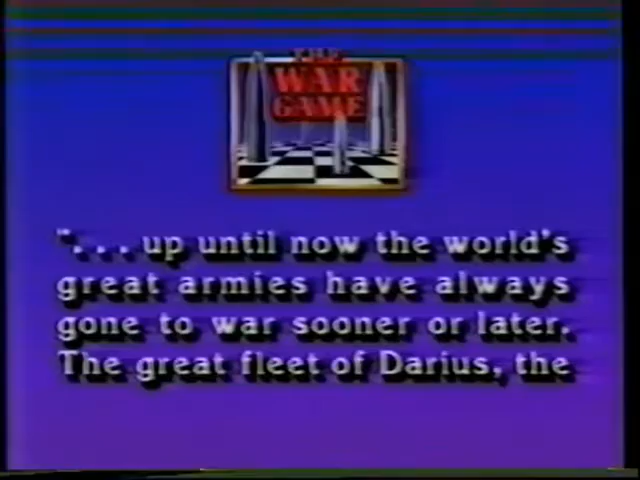 THE
WAR
GAME
". . . up until now the world's
great armies have always
gone to war sooner or later.
The great fleet of Darius, the